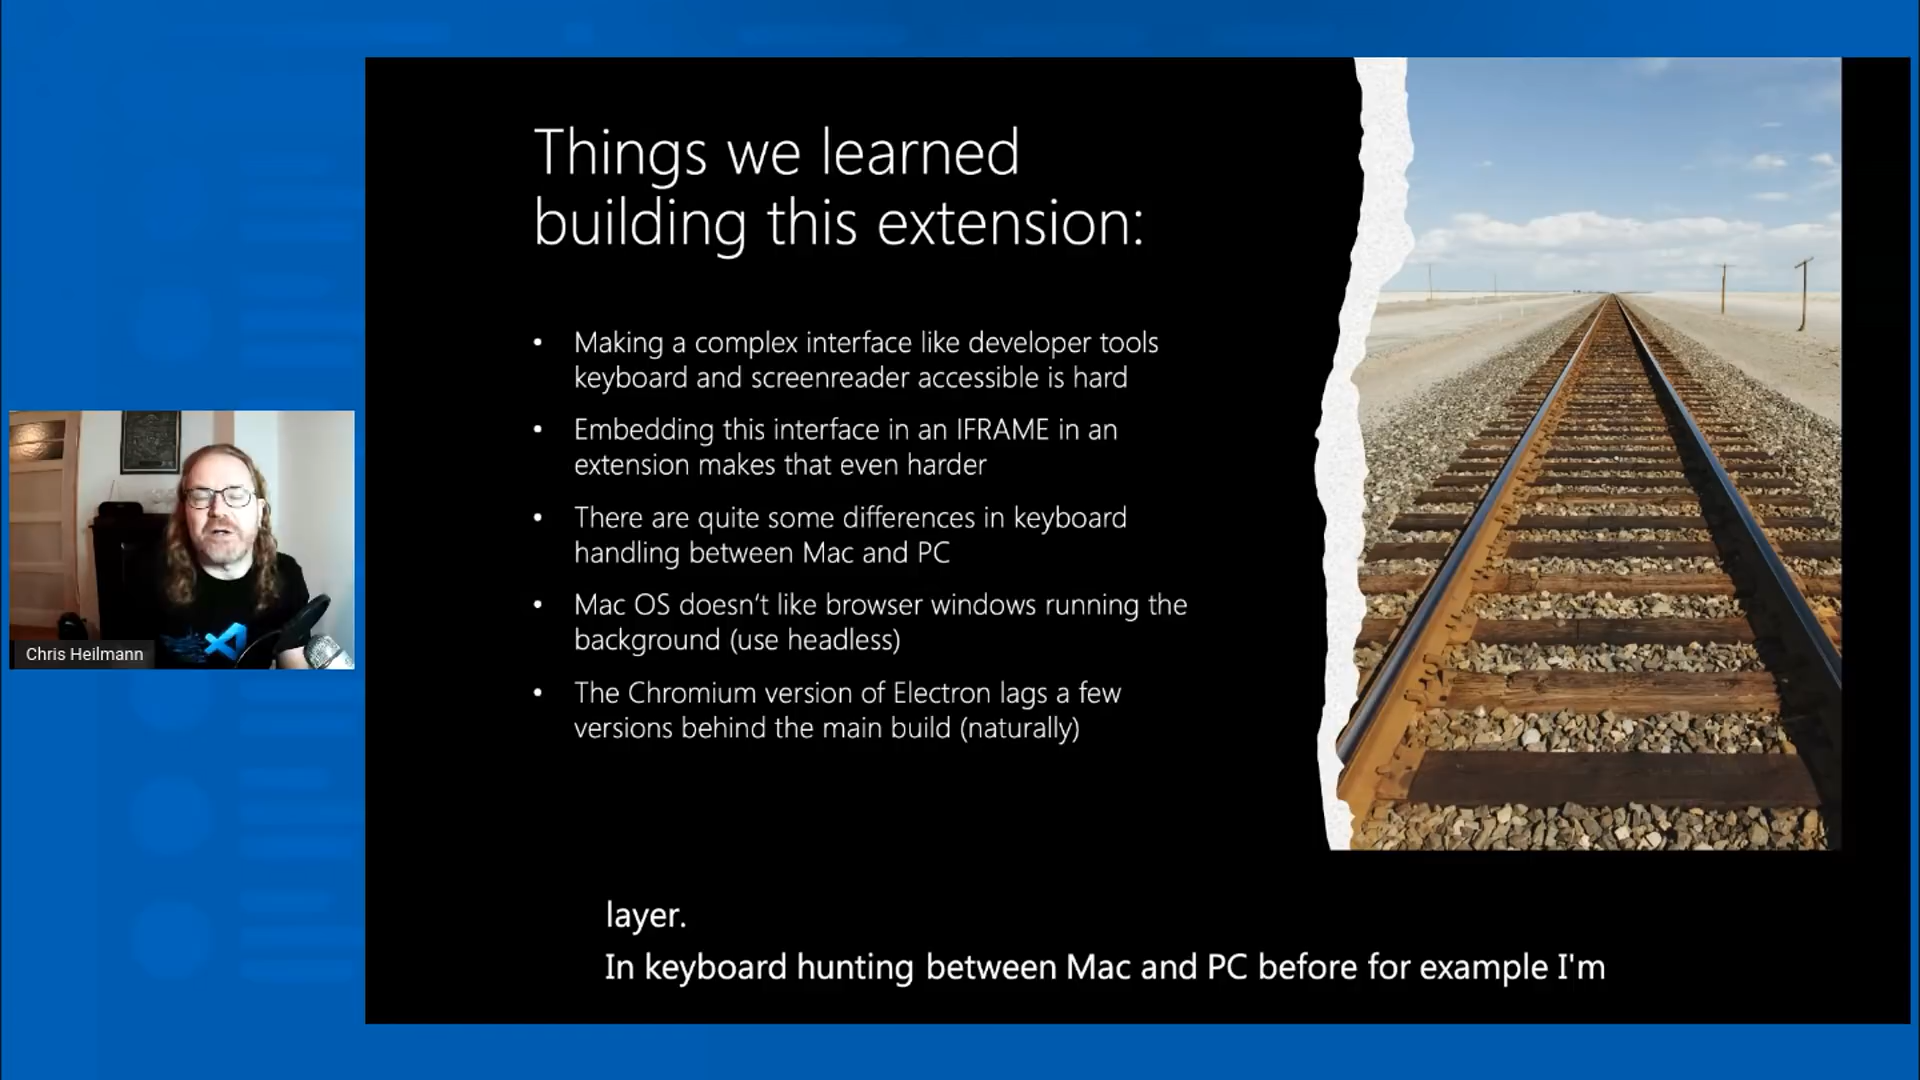 Things we learned
building this extension:
• Making a complex interface like developer tools
keyboard and screenreader accessible is hard
• Embedding this interface in an IFRAME in an
extension makes that even harder
• There are quite some differences in keyboard
handling between Mac and PC
• Mac OS doesn’t like browser windows running the
background (use headless)
• The Chromium version of Electron lags a few
versions behind the main build (naturally)
Chris Heilmann
layer.
In keyboard hunting between Mac and PC before for example I'm